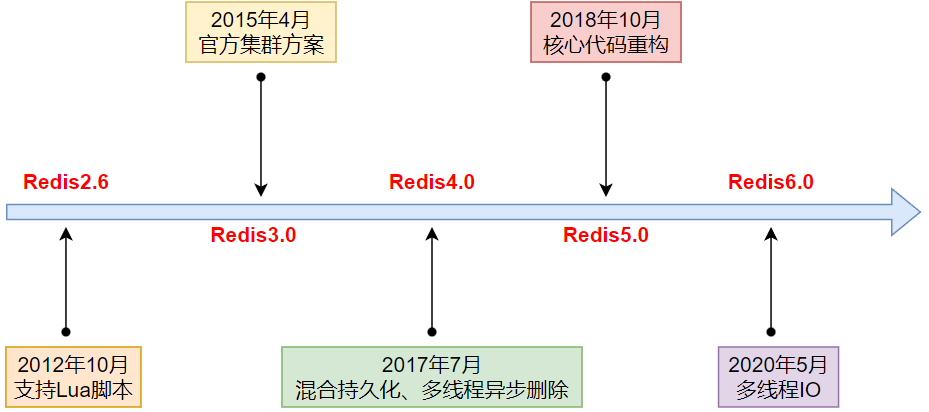 2015年4月
官方集群方案
2018年10月
核心代码重构
Redis2.6
Redis4.0
Redis6.0
Redis3.0
Redis5.0
2012年10月
支持Lua脚本
2017年7月
混合持久化、多线程异步删除
2020年5月
多线程IO